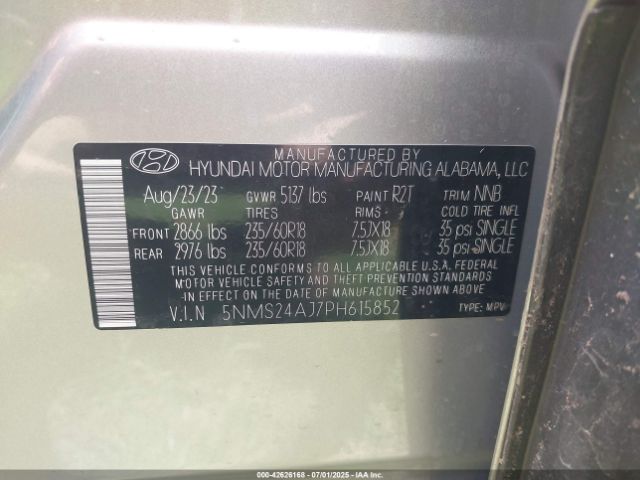 MANUFACTURED BY
HYUNDAI MOTOR MANUFACTURING ALABAMA, LLC
Aug/23/23 GVWR 5137 lbs PAINT R2T TRIM NNB
GAWR TIRES RIMS COLD TIRE INFL
FRONT 2866 lbs 235/60R18 7.5JX18 35 psi SINGLE
REAR 2976 lbs 235/60R18 7.5JX18 35 psi SINGLE
THIS VEHICLE CONFORMS TO ALL APPLICABLE U.S.A. FEDERAL
MOTOR VEHICLE SAFETY AND THEFT PREVENTION STANDARDS
IN EFFECT ON THE DATE OF MANUFACTURE SHOWN ABOVE.
V.I.N 5NMS24AJ7PH615852 TYPE: MPV
000-42626168 - 07/01/2025 - IAAI.COM